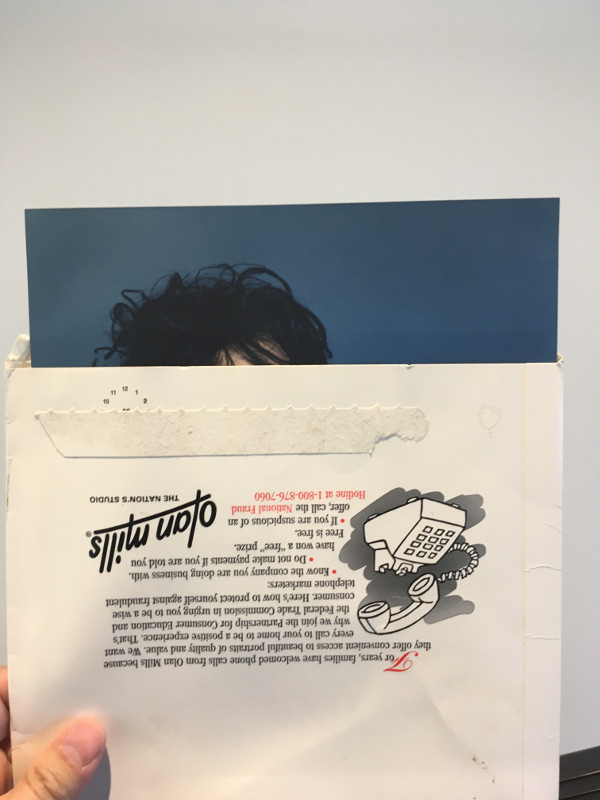 For years, families have welcomed phone calls from Olan Mills because
they offer convenient access to beautiful portraits of quality and value. We want
every call to your home to be a positive experience. That's
why we join the Partnership for Consumer Education and
the Federal Trade Commission in urging you to be a wise
consumer. Here's how to protect yourself against fraudulent
telephone marketers:
• Know the company you are doing business with.
• Do not make payments if you are told you
have won a "free" prize.
Free is free.
• If you are suspicious of an
offer, call the National Fraud
Hotline at 1-800-876-7060
olan mills®
THE NATION'S STUDIO
11 12 1
10 2